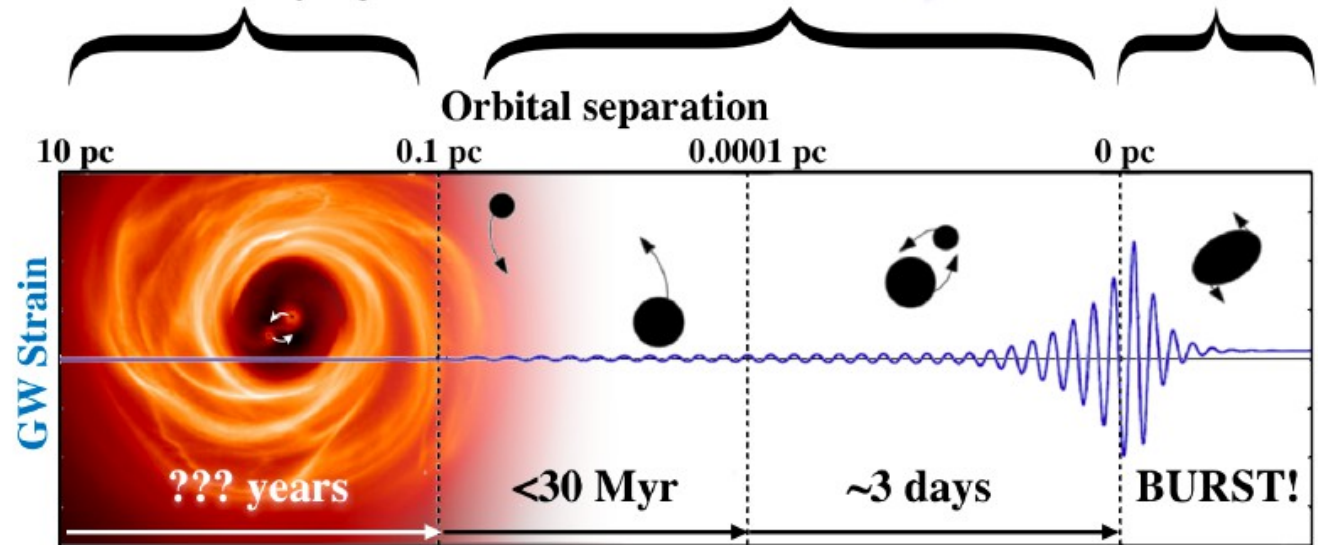 Orbital separation
10 pc
0.1 pc
0.0001 pc
0 pc
GW Strain
??? years
<30 Myr
~3 days
BURST!